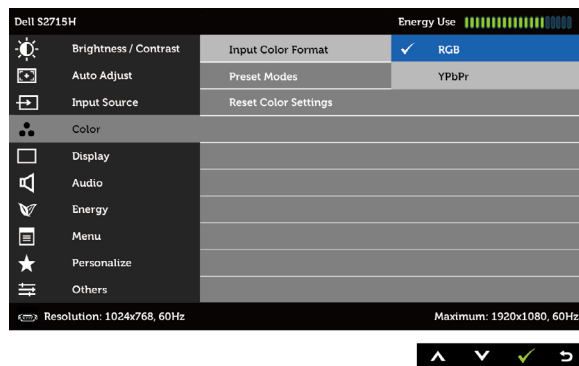 Dell S2715H Energy Use
Brightness / Contrast Input Color Format RGB
Auto Adjust Preset Modes YPbPr
Input Source Reset Color Settings
Color
Display
Audio
Energy
Menu
Personalize
Others
Resolution: 1024x768, 60Hz Maximum: 1920x1080, 60Hz